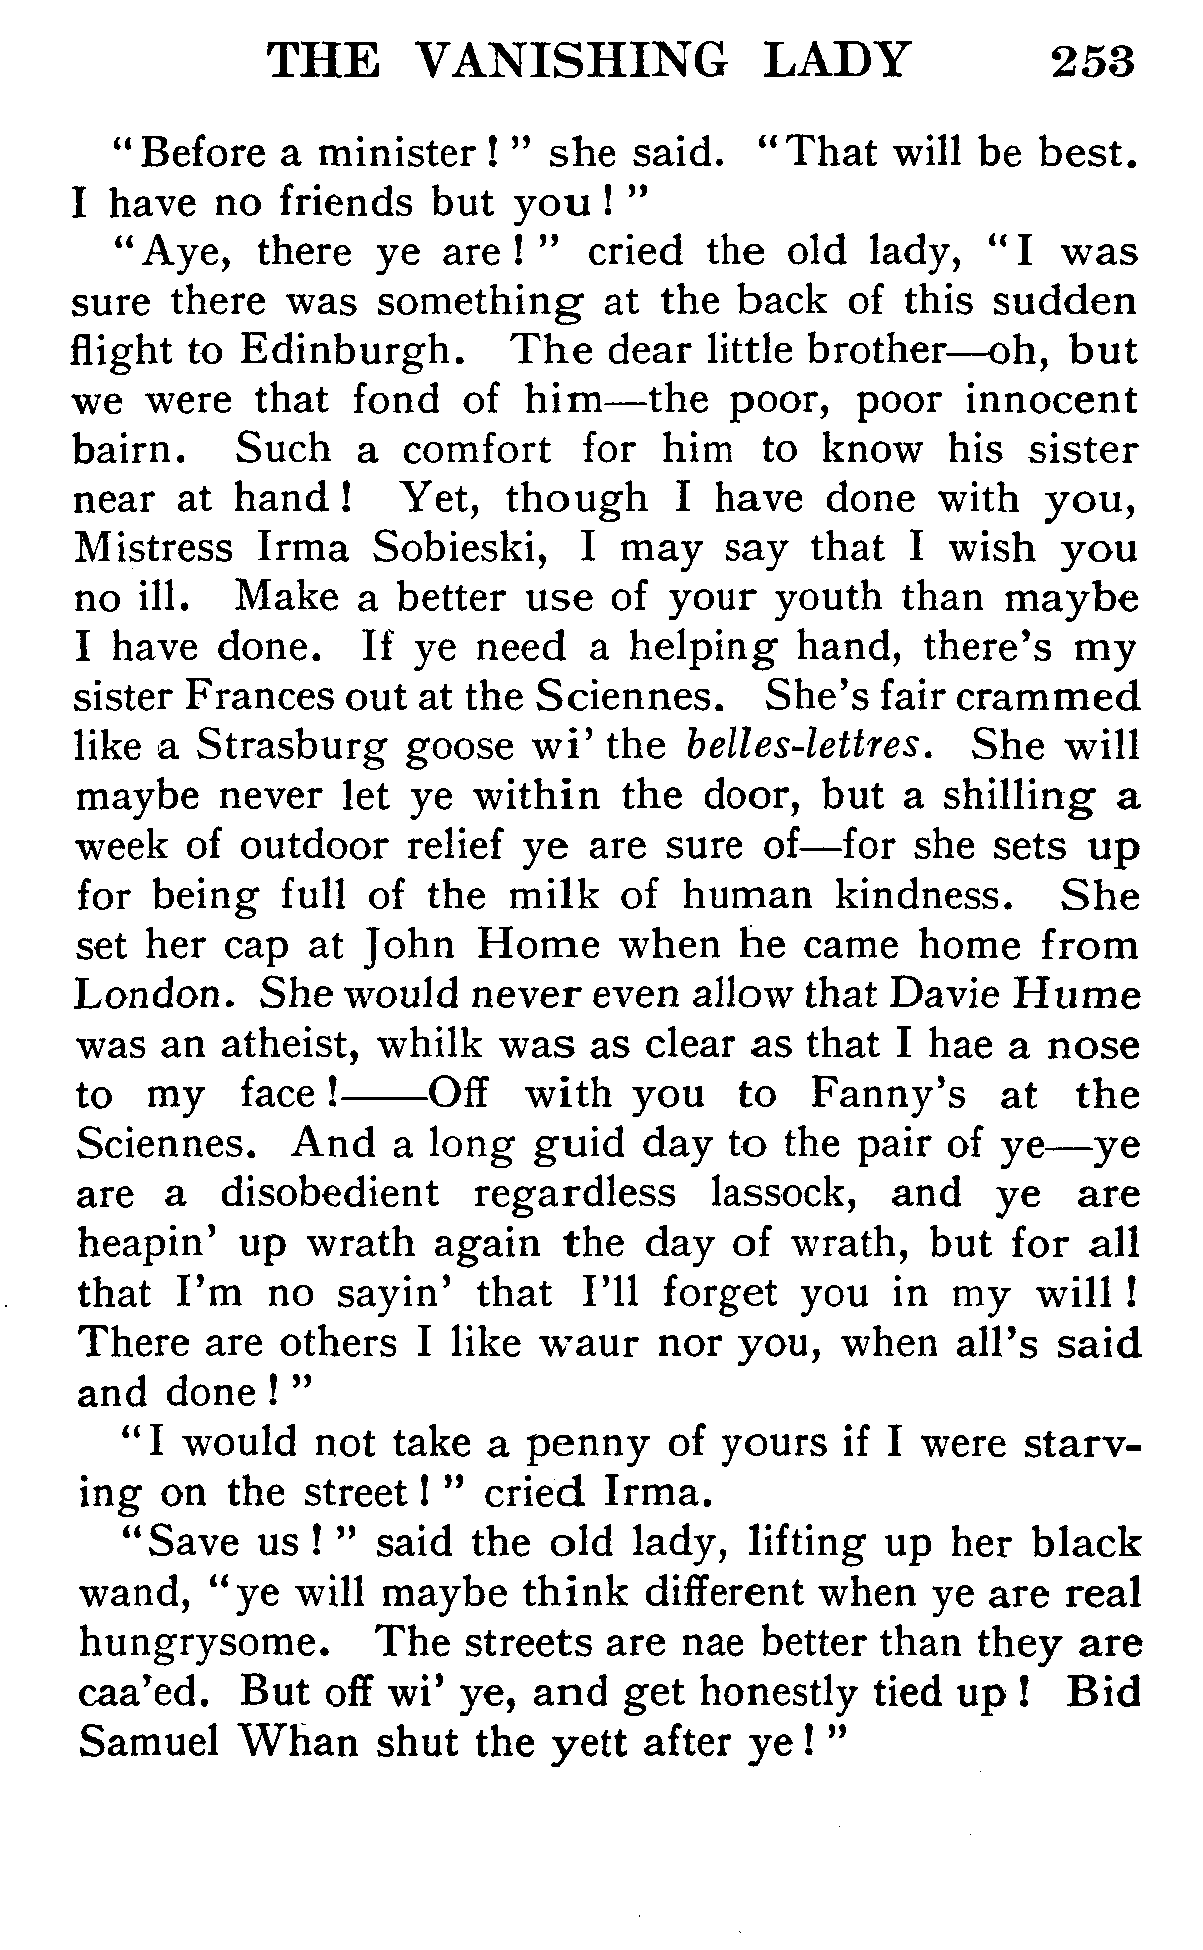 THE VANISHING LADY 253
"Before a minister!" she said. "That will be best.
I have no friends but you!"
"Aye, there ye are!" cried the old lady, "I was
sure there was something at the back of this sudden
flight to Edinburgh. The dear little brother—oh, but
we were that fond of him—the poor, poor innocent
bairn. Such a comfort for him to know his sister
near at hand! Yet, though I have done with you,
Mistress Irma Sobieski, I may say that I wish you
no ill. Make a better use of your youth than maybe
I have done. If ye need a helping hand, there's my
sister Frances out at the Sciennes. She's fair crammed
like a Strasburg goose wi' the belles-lettres. She will
maybe never let ye within the door, but a shilling a
week of outdoor relief ye are sure of—for she sets up
for being full of the milk of human kindness. She
set her cap at John Home when he came home from
London. She would never even allow that Davie Hume
was an atheist, whilk was as clear as that I hae a nose
to my face!——Off with you to Fanny's at the
Sciennes. And a long guid day to the pair of ye—ye
are a disobedient regardless lassock, and ye are
heapin' up wrath again the day of wrath, but for all
that I'm no sayin' that I'll forget you in my will!
There are others I like waur nor you, when all's said
and done!"
"I would not take a penny of yours if I were starv-
ing on the street!" cried Irma.
"Save us!" said the old lady, lifting up her black
wand, "ye will maybe think different when ye are real
hungrysome. The streets are nae better than they are
caa'ed. But off wi' ye, and get honestly tied up! Bid
Samuel Whan shut the yett after ye!"